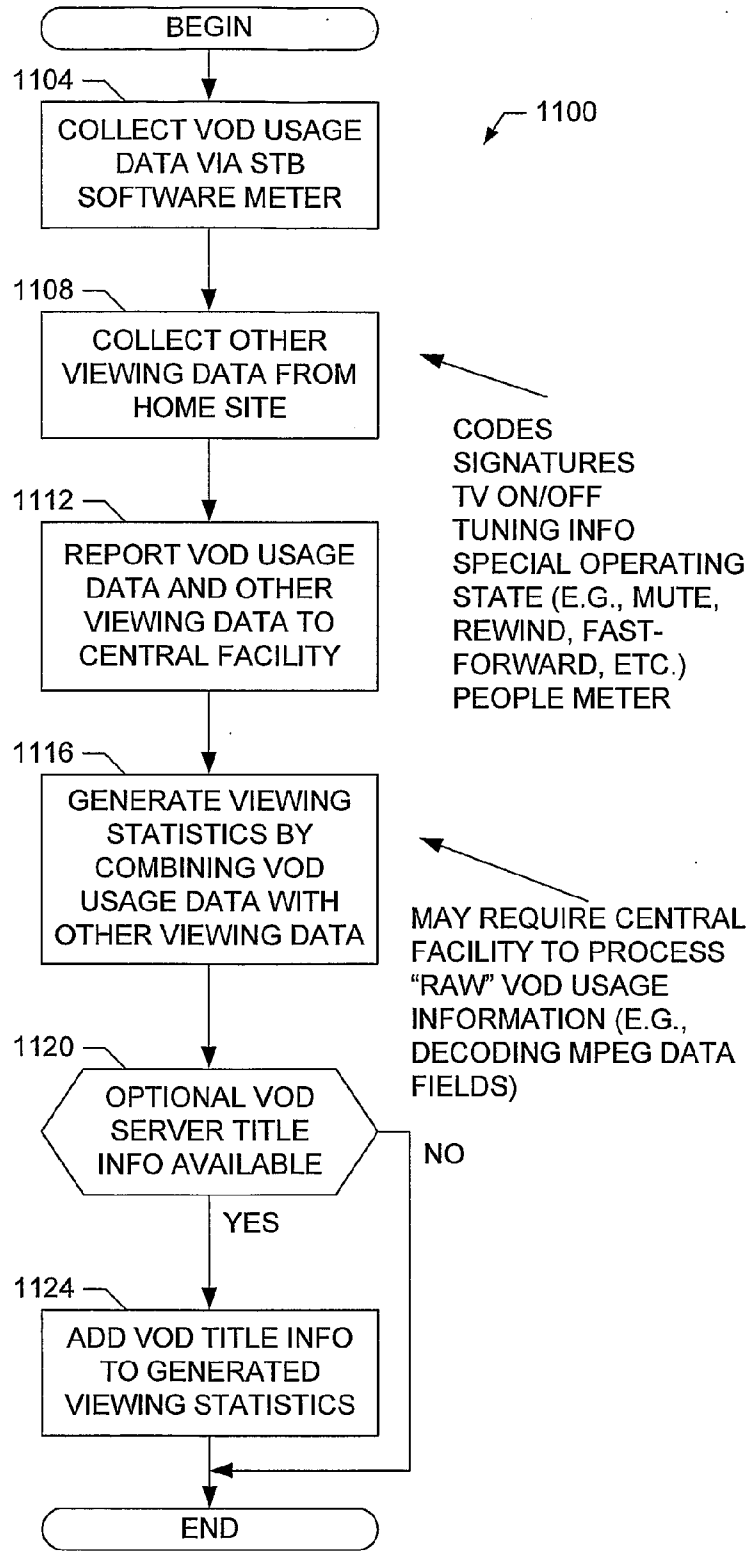 BEGIN
1104
1100
COLLECT VOD USAGE
DATA VIA STB
SOFTWARE METER
1108
COLLECT OTHER
VIEWING DATA FROM
HOME SITE
CODES
SIGNATURES
TV ON/OFF
TUNING INFO
SPECIAL OPERATING
STATE (E.G., MUTE,
REWIND, FAST-
FORWARD, ETC.)
PEOPLE METER
1112
REPORT VOD USAGE
DATA AND OTHER
VIEWING DATA TO
CENTRAL FACILITY
1116
GENERATE VIEWING
STATISTICS BY
COMBINING VOD
USAGE DATA WITH
OTHER VIEWING DATA
MAY REQUIRE CENTRAL
FACILITY TO PROCESS
“RAW” VOD USAGE
INFORMATION (E.G.,
DECODING MPEG DATA
FIELDS)
1120
OPTIONAL VOD
SERVER TITLE
INFO AVAILABLE
NO
YES
1124
ADD VOD TITLE INFO
TO GENERATED
VIEWING STATISTICS
END